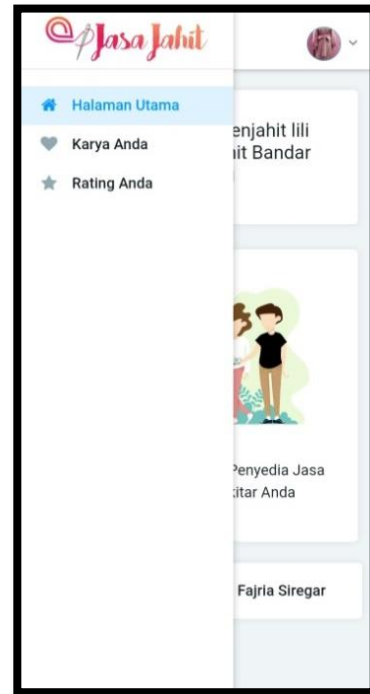 Jasa Jahit
Halaman Utama
Karya Anda
Rating Anda
enjahit lili
it Bandar
Penyedia Jasa
itar Anda
Fajria Siregar